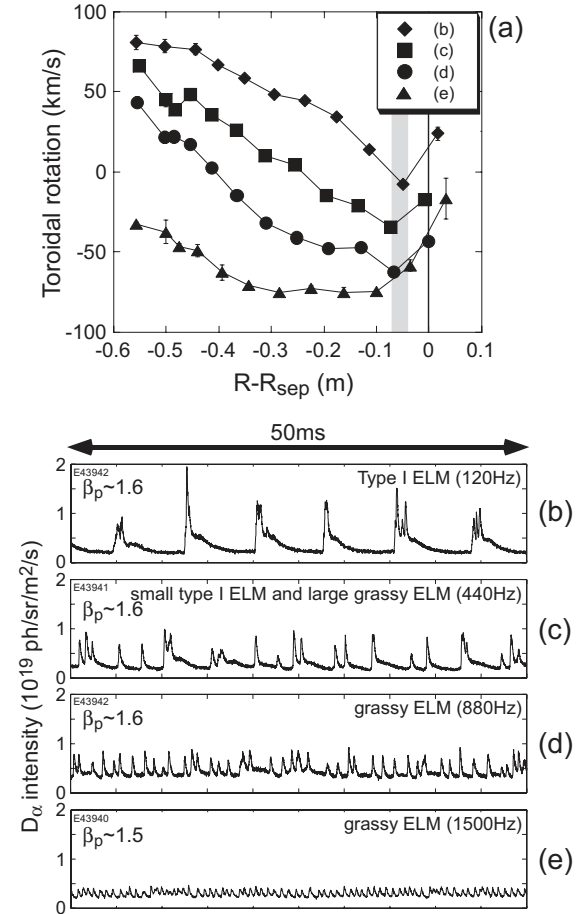 (a)
(b)
(c)
(d)
(e)
Toroidal rotation (km/s)
100
50
0
-50
-100
-0.6 -0.5 -0.4 -0.3 -0.2 -0.1 0 0.1
R-Rsep (m)
50ms
Dα intensity (10^19 ph/sr/m^2/s)
2
1
0
E43942
βp~1.6
Type I ELM (120Hz)
(b)
2
1
0
E43941
βp~1.6
small type I ELM and large grassy ELM (440Hz)
(c)
2
1
0
E43942
βp~1.6
grassy ELM (880Hz)
(d)
2
1
0
E43940
βp~1.5
grassy ELM (1500Hz)
(e)